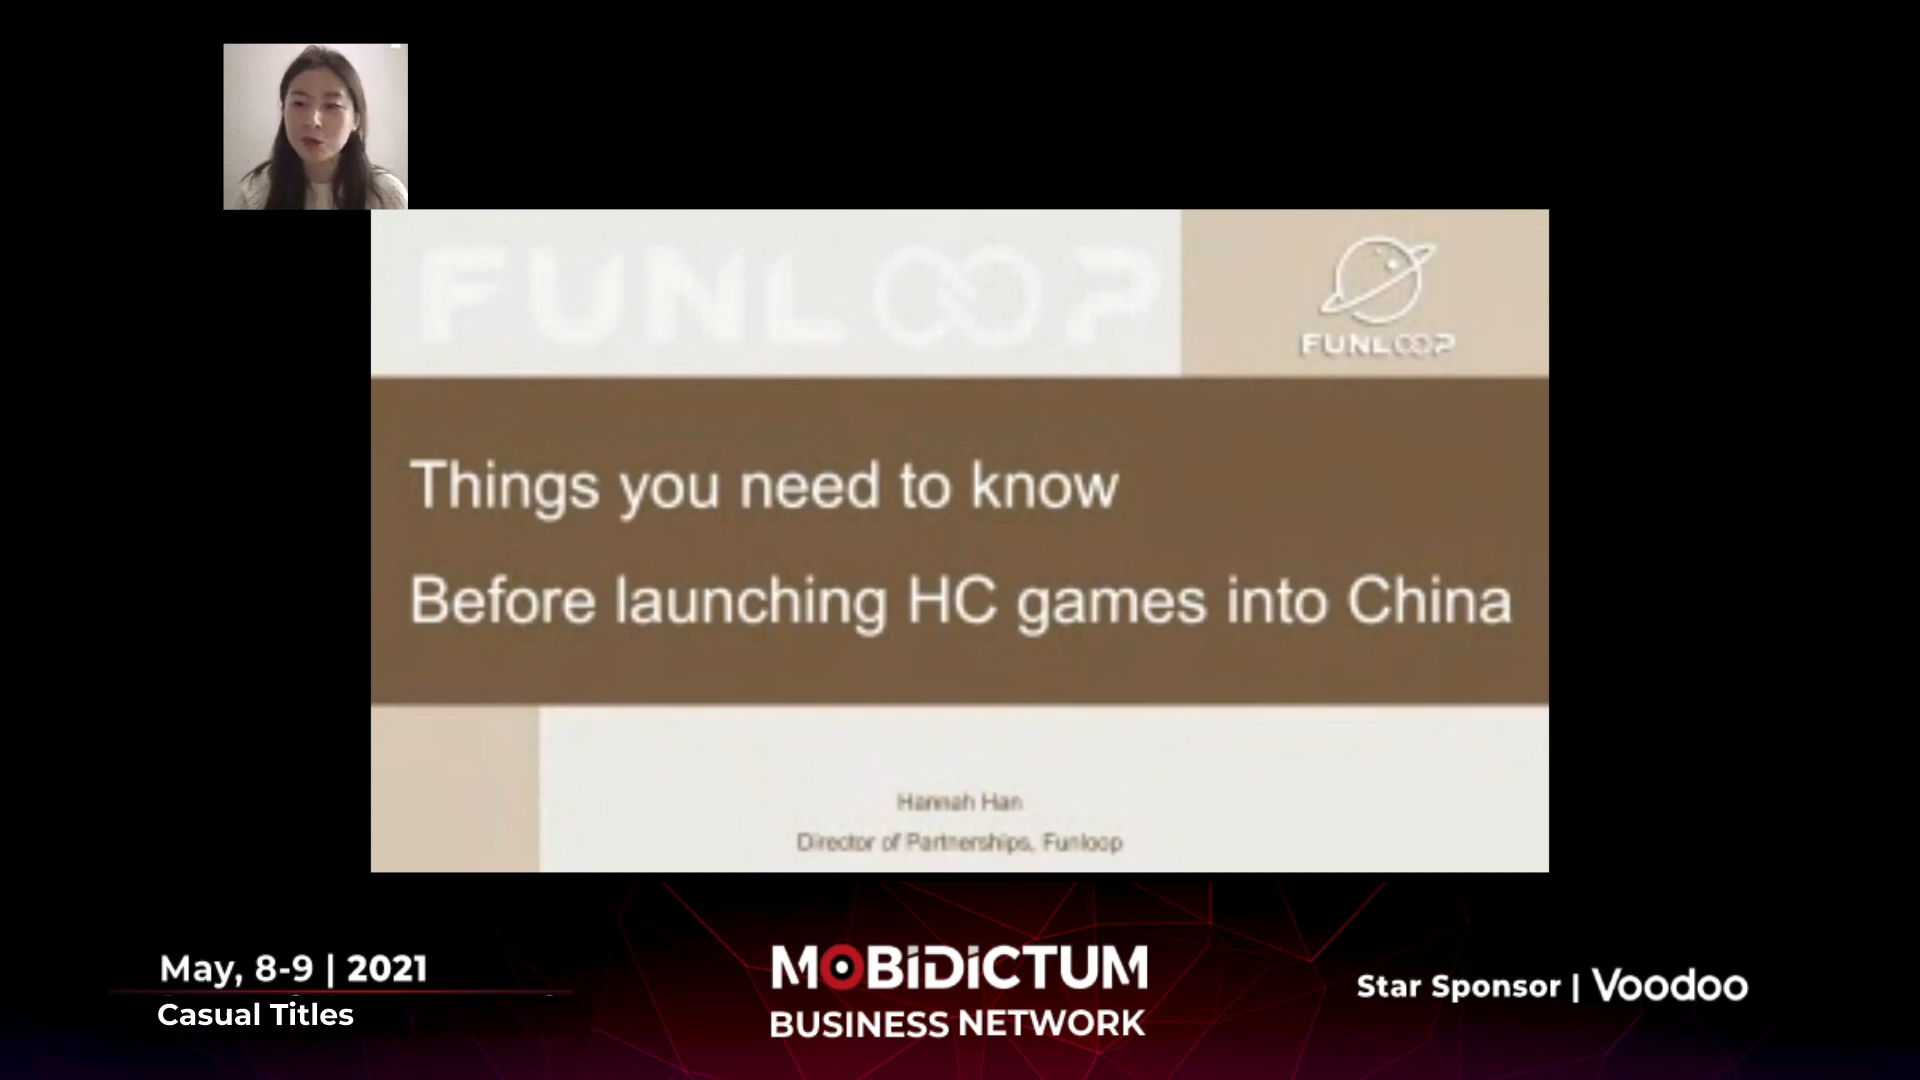 FUNLOOP
FUNLOOP
Things you need to know
Before launching HC games into China
Hannah Han
Director of Partnerships, Funloop
May, 8-9 | 2021
Casual Titles
MOBiDiCTUM
BUSINESS NETWORK
Star Sponsor | Voodoo